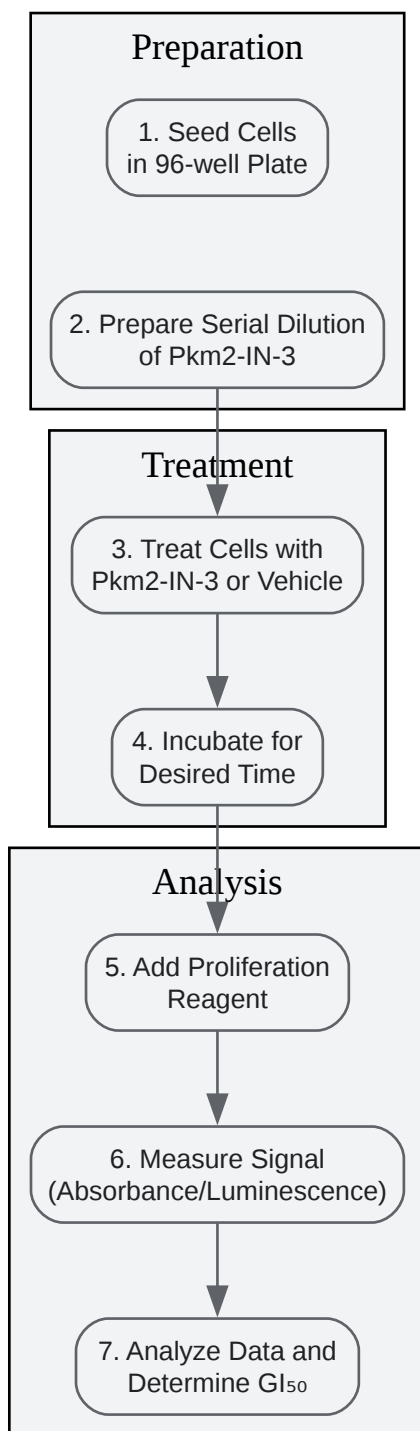 Preparation
1. Seed Cells
in 96-well Plate
2. Prepare Serial Dilution
of Pkm2-IN-3
Treatment
3. Treat Cells with
Pkm2-IN-3 or Vehicle
4. Incubate for
Desired Time
Analysis
5. Add Proliferation
Reagent
6. Measure Signal
(Absorbance/Luminescence)
7. Analyze Data and
Determine GI₅₀